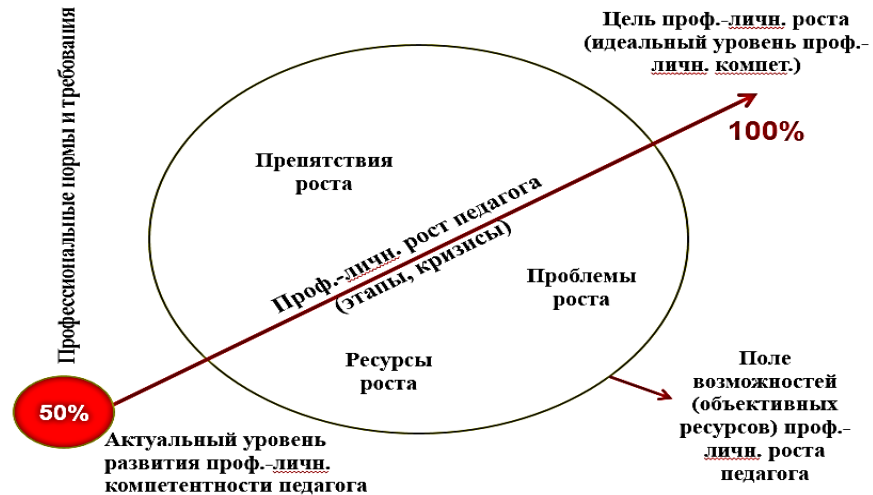 Профессиональные нормы и требования
Цель проф.-личн. роста
(идеальный уровень проф.-
личн. компет.)
100%
Препятствия
роста
Проф.-личн. рост педагога
(этапы, кризисы)
Проблемы
роста
Ресурсы
роста
50%
Актуальный уровень
развития проф.-личн.
компетентности педагога
Поле
возможностей
(объективных
ресурсов) проф.-
личн. роста
педагога